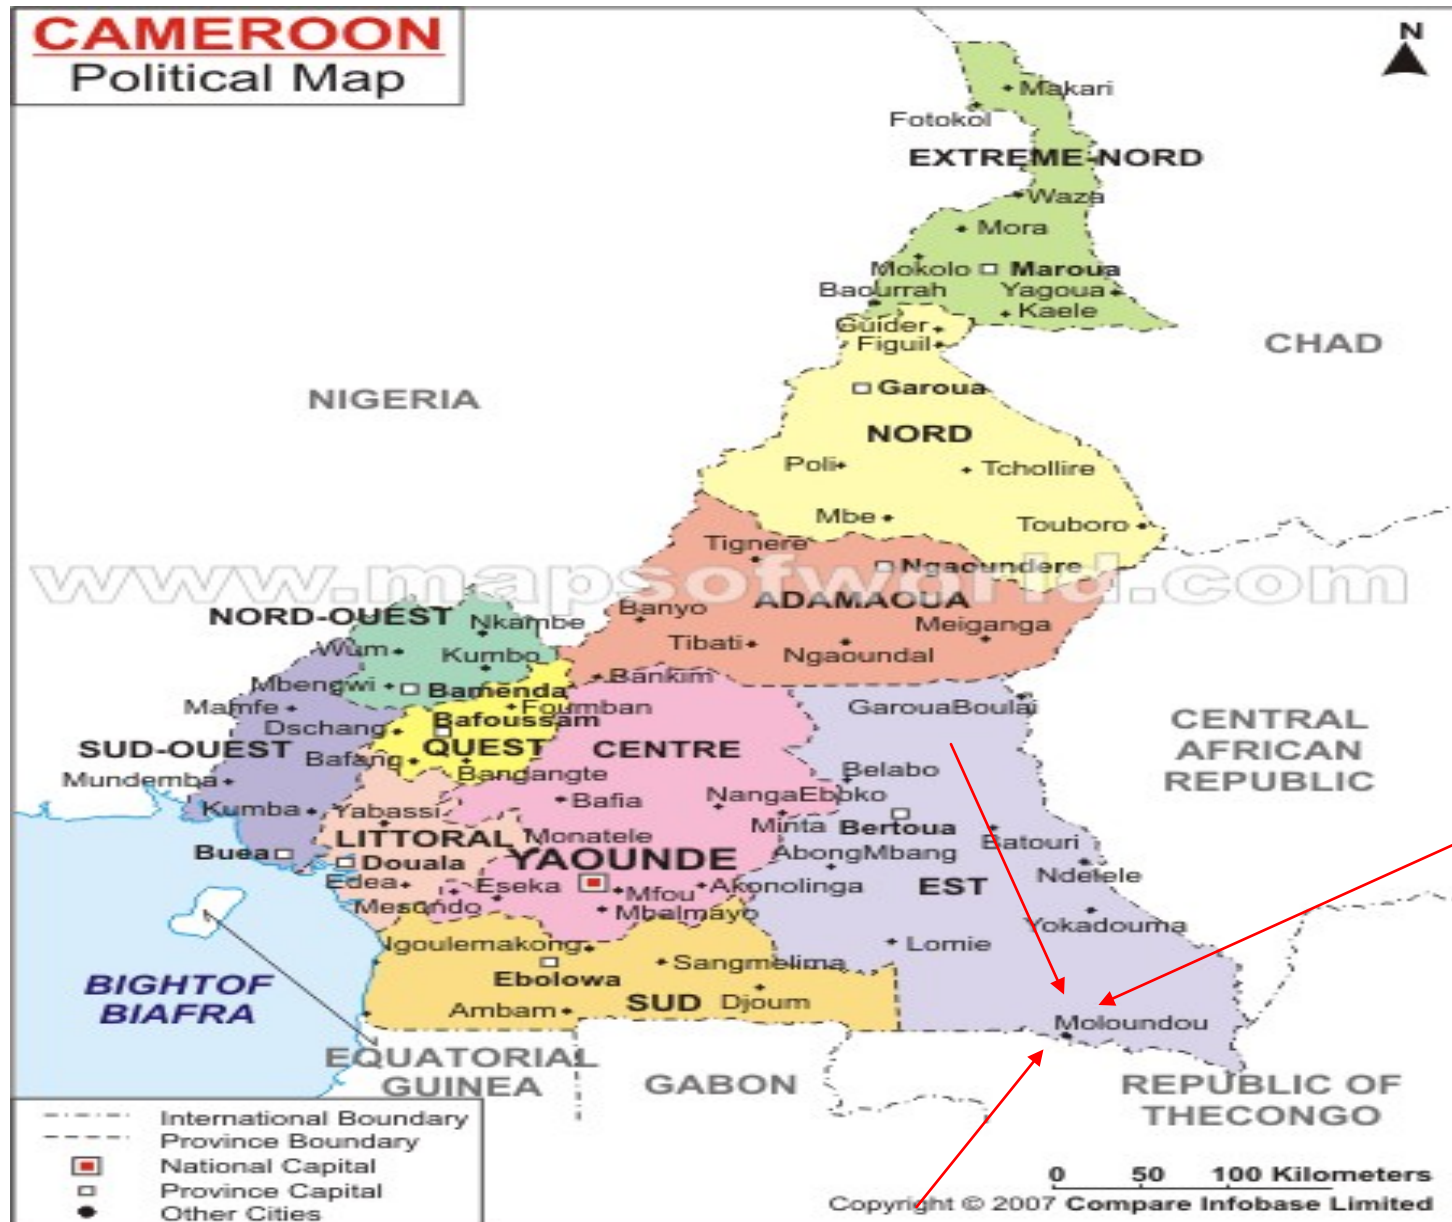 CAMEROON
Political Map
N
Makari
Fotokol
EXTREME-NORD
Waza
Mora
Mokolo
Maroua
Baourrah
Yagoua
Kaele
Guider
Figuil
CHAD
NIGERIA
Garoua
NORD
Poli
Tchollire
Mbe
Touboro
Tignere
Ngaoundere
www.mapsofworld.com
ADAMAOUA
NORD-OUEST
Nkambe
Banyo
Meiganga
Wum
Kumbo
Tibati
Ngaoundal
Mbengwi
Bamenda
Bankim
Mamfe
Foumban
GarouaBoulai
Dschang
Bafoussam
CENTRAL
AFRICAN
REPUBLIC
SUD-OUEST
QUEST
CENTRE
Bafang
Bangangte
Belabo
Mundemba
Kumba
Yabassi
Bafia
NangaEboko
LITTORAL
Monatele
Minta
Bertoua
Batouri
Buea
Douala
YAOUNDE
AbongMbang
Ndelele
Edea
Eseka
Mfou
Akonolinga
EST
Mesondo
Mbalmayo
Yokadouma
Ngoulemakong
Lomie
Ebolowa
Sangmelima
BIGHTOF
BIAFRA
Ambam
SUD
Djoum
Moloundou
EQUATORIAL
GUINEA
GABON
REPUBLIC OF
THECONGO
International Boundary
Province Boundary
National Capital
Province Capital
Other Cities
0 50 100 Kilometers
Copyright © 2007 Compare Infobase Limited